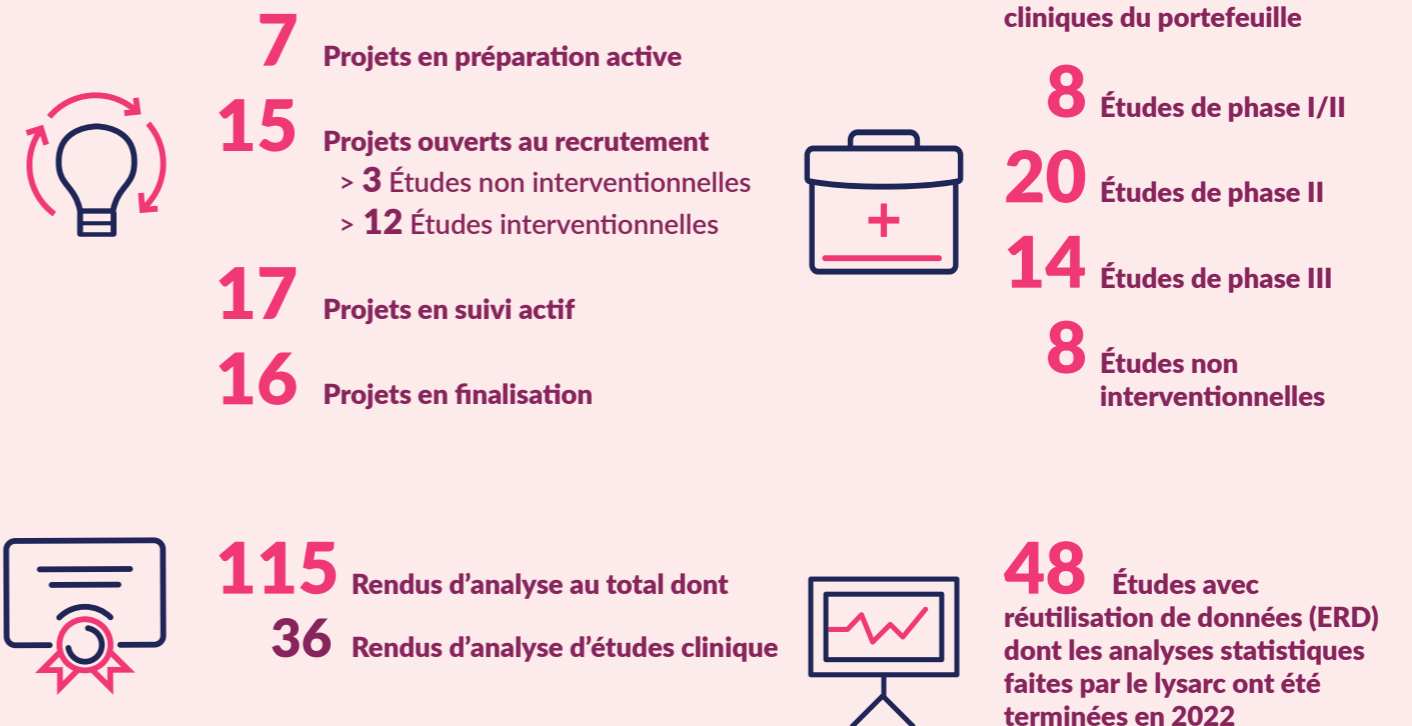 7 Projets en préparation active
15 Projets ouverts au recrutement
> 3 Études non interventionnelles
> 12 Études interventionnelles
17 Projets en suivi actif
16 Projets en finalisation
cliniques du portefeuille
8 Études de phase I/II
20 Études de phase II
14 Études de phase III
8 Études non
interventionnelles
115 Rendus d'analyse au total dont
36 Rendus d'analyse d'études clinique
48 Études avec
réutilisation de données (ERD)
dont les analyses statistiques
faites par le lysarc ont été
terminées en 2022